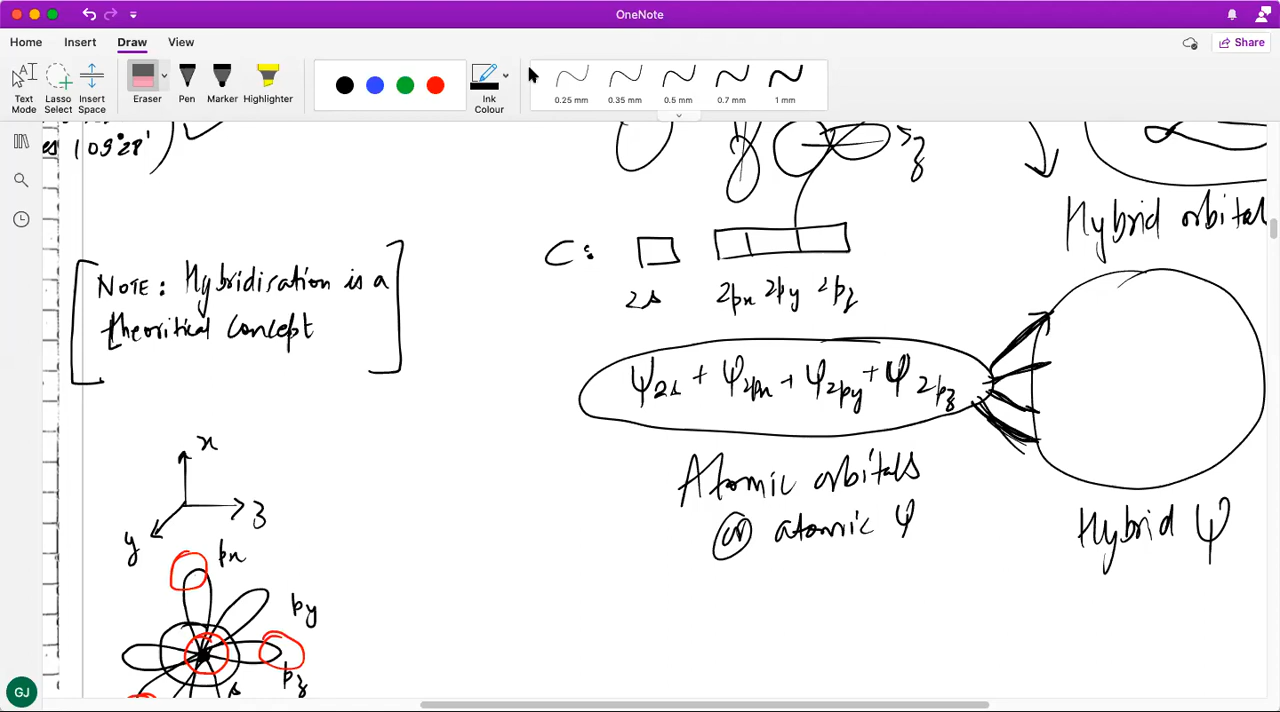 OneNote
Home Insert Draw View
Share
Text Mode
Lasso Select
Insert Space
Eraser
Pen
Marker
Highlighter
Ink Colour
0.25 mm
0.35 mm
0.5 mm
0.7 mm
1 mm
109°28'
z
Hybrid orbital
C:
2s
2px 2py 2pz
[NOTE: Hybridisation is a
theoritical concept]
ψ2s + ψ2px + ψ2py + ψ2pz
Atomic orbitals
or atomic ψ
Hybrid ψ
x
z
y
px
py
pz
s
GJ